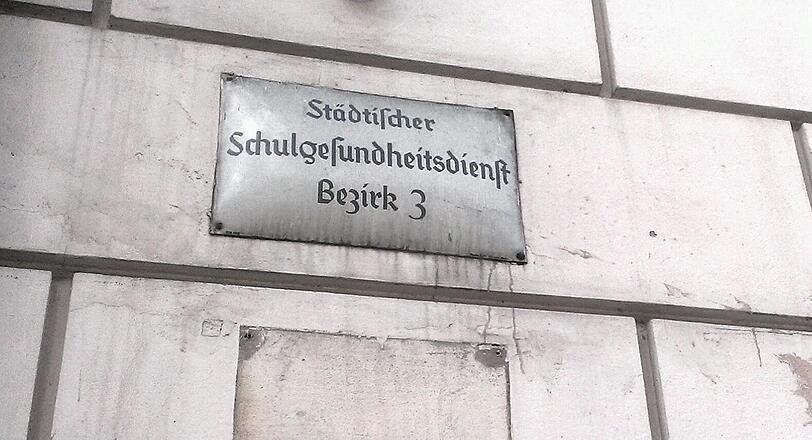 Städtiſcher
Schulgeſundheitsdienſt
Bezirk 3